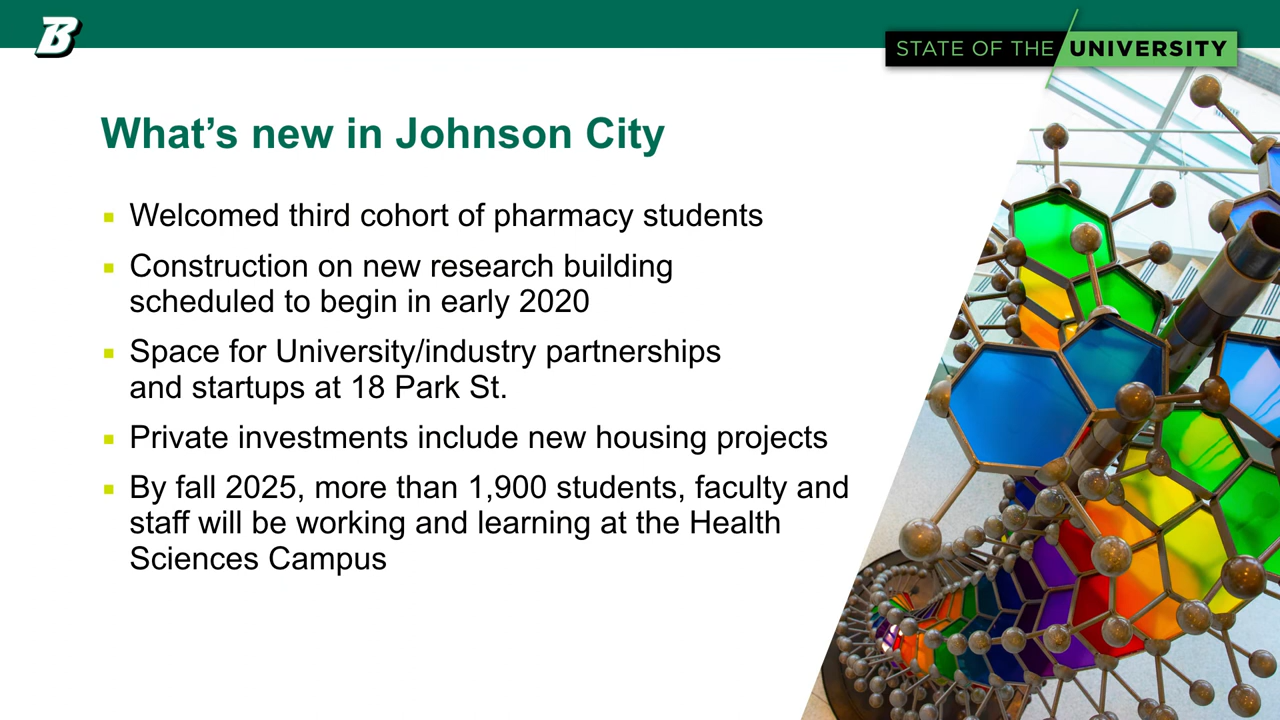 B
STATE OF THE UNIVERSITY
What’s new in Johnson City
Welcomed third cohort of pharmacy students
Construction on new research building
scheduled to begin in early 2020
Space for University/industry partnerships
and startups at 18 Park St.
Private investments include new housing projects
By fall 2025, more than 1,900 students, faculty and
staff will be working and learning at the Health
Sciences Campus